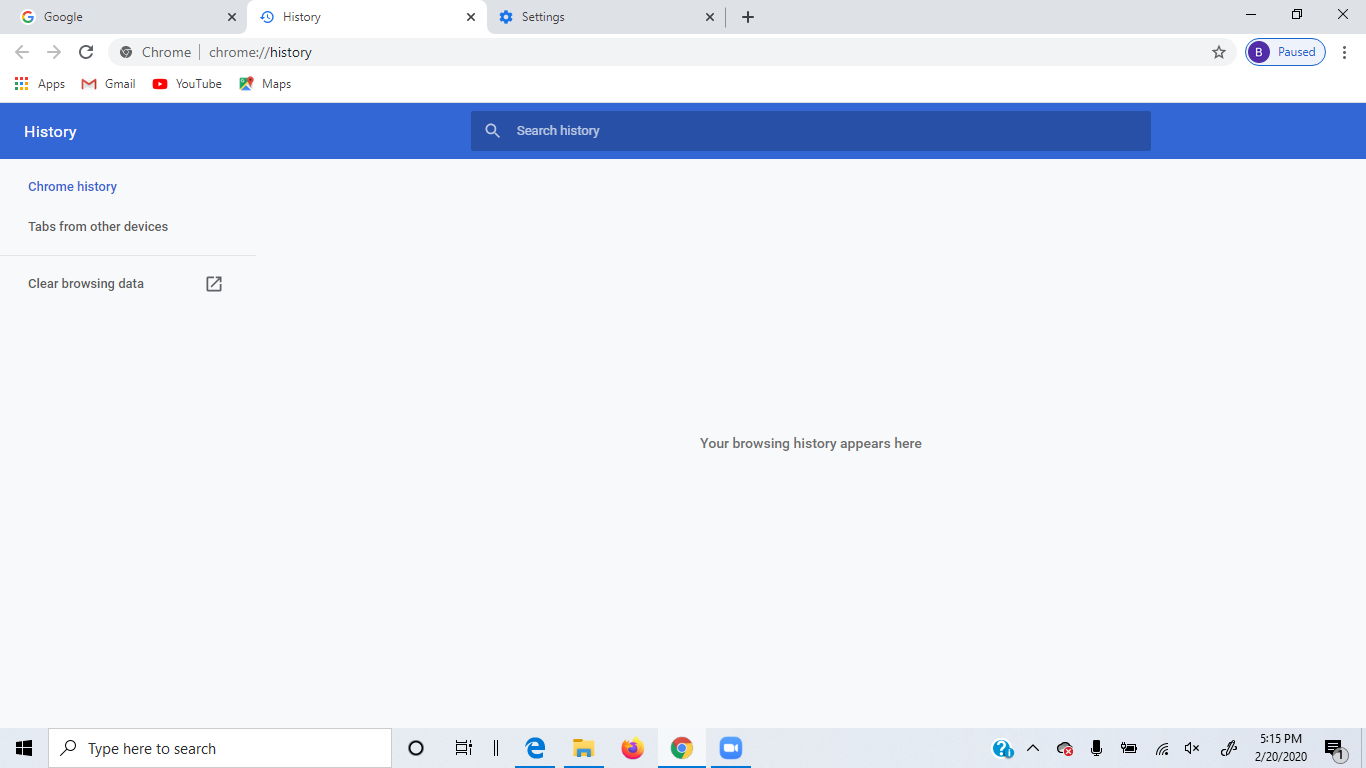 Google
History
Settings
Chrome
chrome://history
B
Paused
Apps
Gmail
YouTube
Maps
History
Search history
Chrome history
Tabs from other devices
Clear browsing data
Your browsing history appears here
Type here to search
5:15 PM
2/20/2020
1